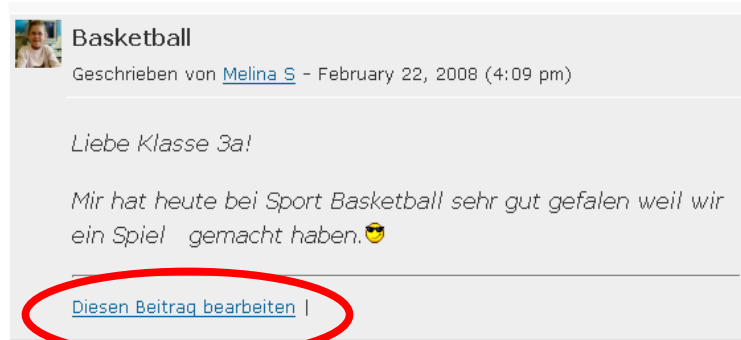 Basketball
Geschrieben von Melina S - February 22, 2008 (4:09 pm)
Liebe Klasse 3a!
Mir hat heute bei Sport Basketball sehr gut gefalen weil wir
ein Spiel gemacht haben.
Diesen Beitrag bearbeiten |